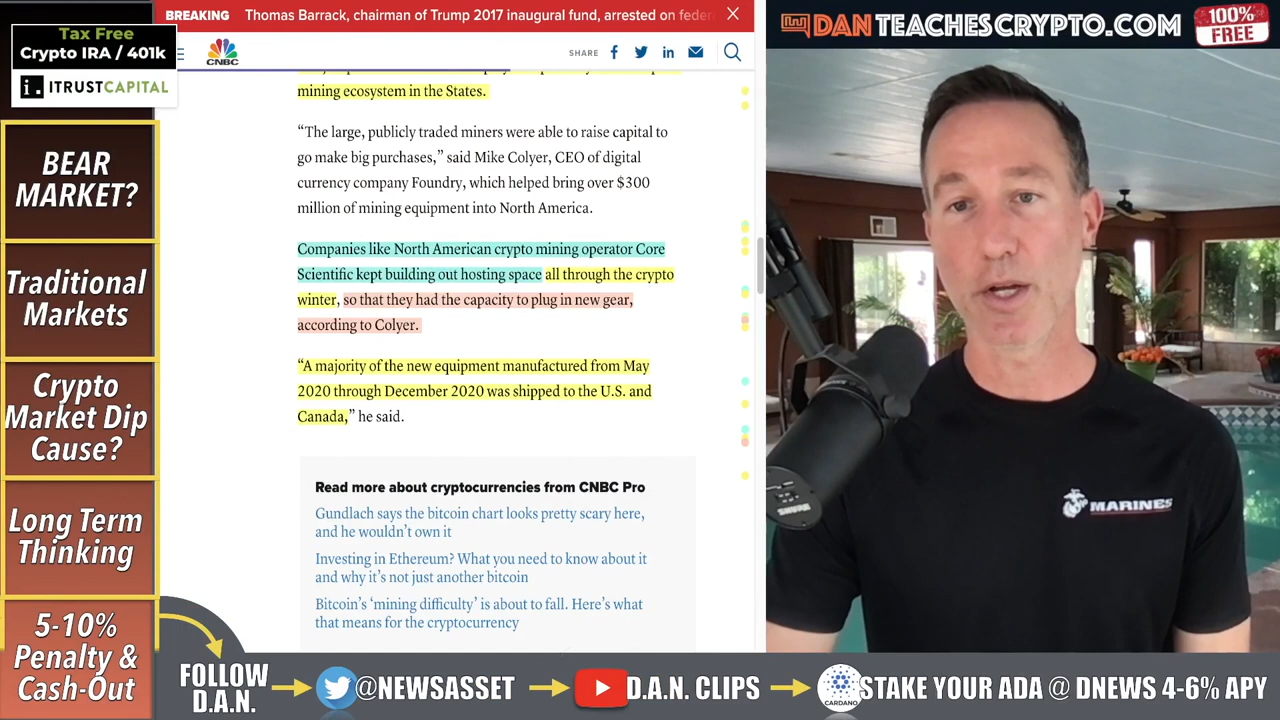 BREAKING Thomas Barrack, chairman of Trump 2017 inaugural fund, arrested on feder
Tax Free
Crypto IRA / 401k
ITRUSTCAPITAL
CNBC
SHARE
mining ecosystem in the States.
“The large, publicly traded miners were able to raise capital to
go make big purchases,” said Mike Colyer, CEO of digital
currency company Foundry, which helped bring over $300
million of mining equipment into North America.
Companies like North American crypto mining operator Core
Scientific kept building out hosting space all through the crypto
winter, so that they had the capacity to plug in new gear,
according to Colyer.
“A majority of the new equipment manufactured from May
2020 through December 2020 was shipped to the U.S. and
Canada,” he said.
Read more about cryptocurrencies from CNBC Pro
Gundlach says the bitcoin chart looks pretty scary here,
and he wouldn’t own it
Investing in Ethereum? What you need to know about it
and why it’s not just another bitcoin
Bitcoin’s ‘mining difficulty’ is about to fall. Here’s what
that means for the cryptocurrency
BEAR
MARKET?
Traditional
Markets
Crypto
Market Dip
Cause?
Long Term
Thinking
5-10%
Penalty &
Cash-Out
DANTEACHESCRYPTO.COM
100%
FREE
SHURE
MARINES
FOLLOW
D.A.N.
@NEWSASSET
D.A.N. CLIPS
CARDANO
STAKE YOUR ADA @ DNEWS 4-6% APY